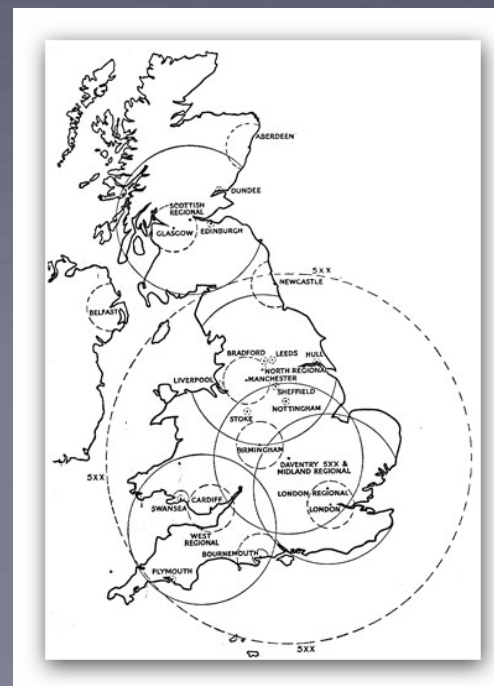 ABERDEEN
DUNDEE
SCOTTISH
REGIONAL
GLASGOW
EDINBURGH
5XX
NEWCASTLE
BELFAST
BRADFORD
LEEDS
HULL
NORTH REGIONAL
LIVERPOOL
MANCHESTER
SHEFFIELD
NOTTINGHAM
STOKE
BIRMINGHAM
DAVENTRY 5XX &
MIDLAND REGIONAL
5XX
LONDON REGIONAL
CARDIFF
SWANSEA
LONDON
WEST
REGIONAL
BOURNEMOUTH
PLYMOUTH
5XX